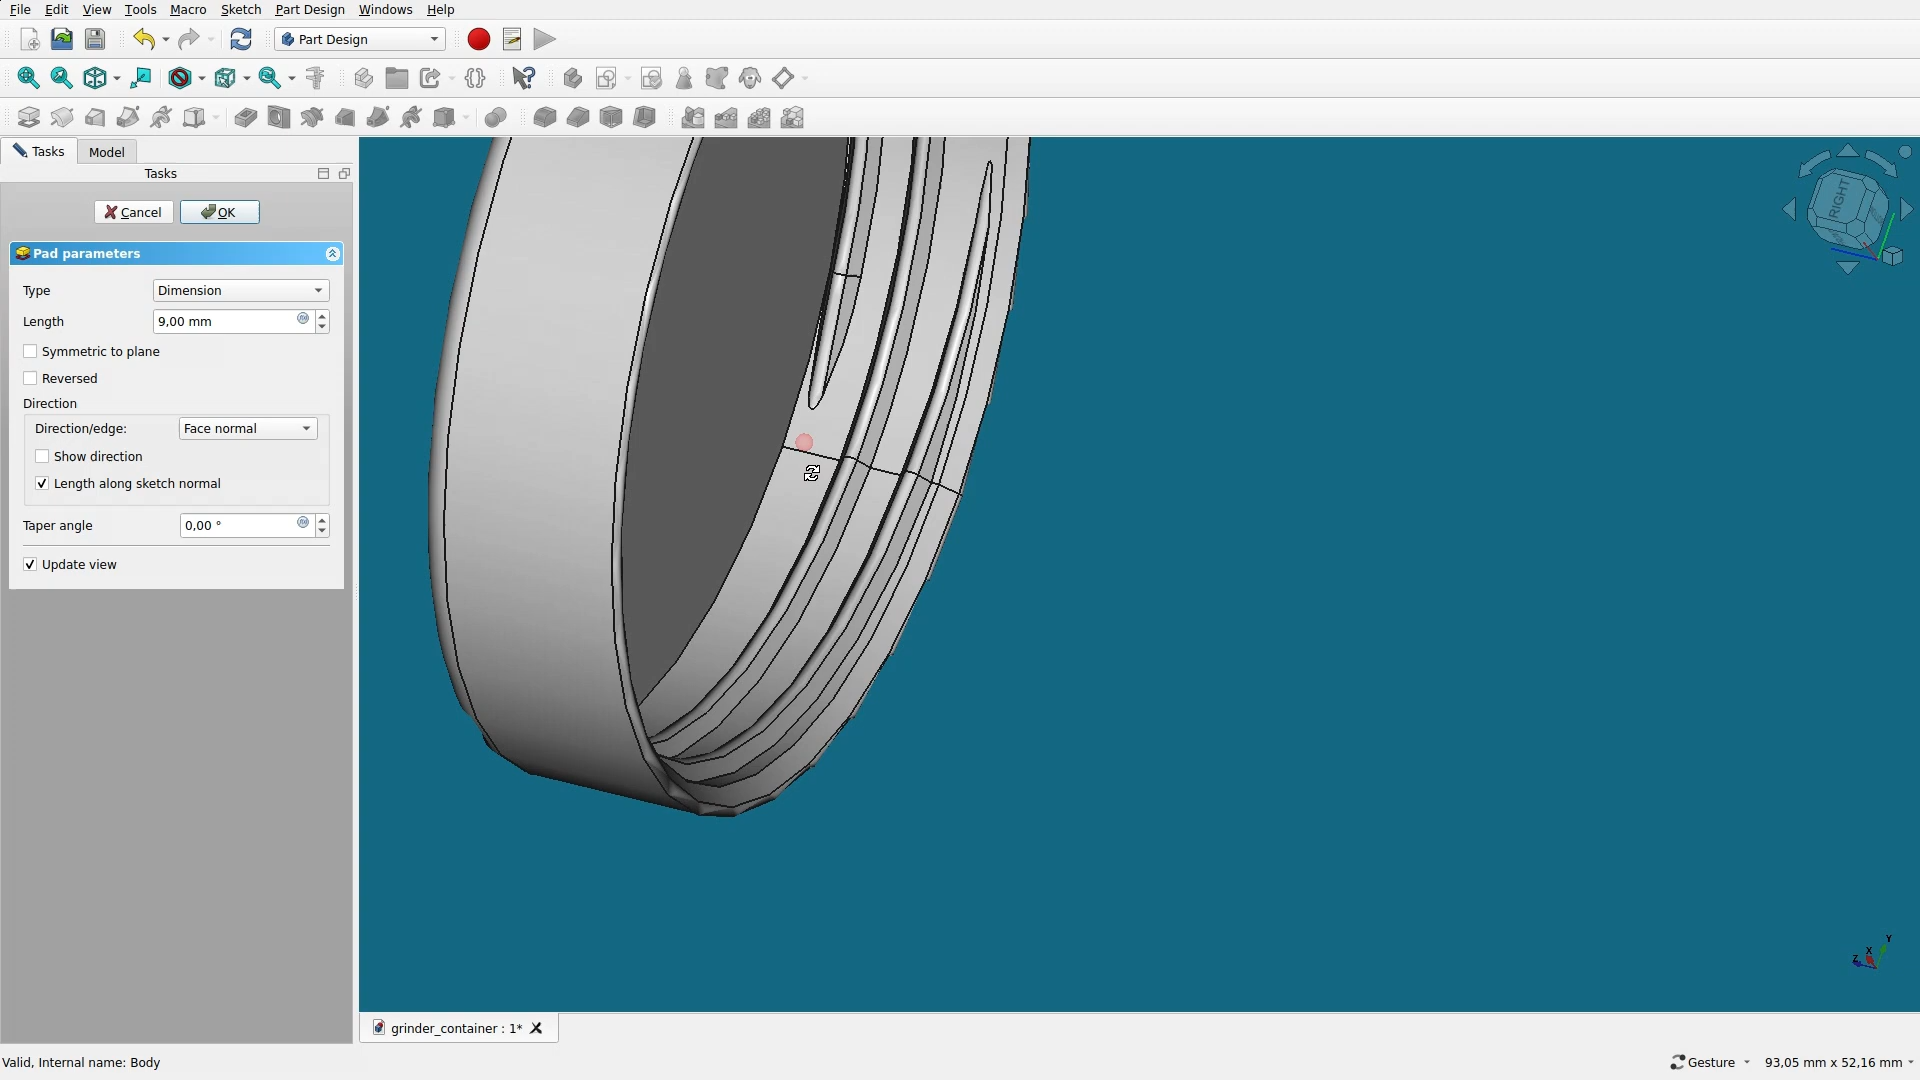 File Edit View Tools Macro Sketch Part Design Windows Help
Part Design
Tasks Model
Tasks
Cancel OK
Pad parameters
Type Dimension
Length 9,00 mm
Symmetric to plane
Reversed
Direction
Direction/edge: Face normal
Show direction
Length along sketch normal
Taper angle 0,00 °
Update view
RIGHT
Y
X
Z
grinder_container : 1*
Valid, Internal name: Body
Gesture 93,05 mm x 52,16 mm